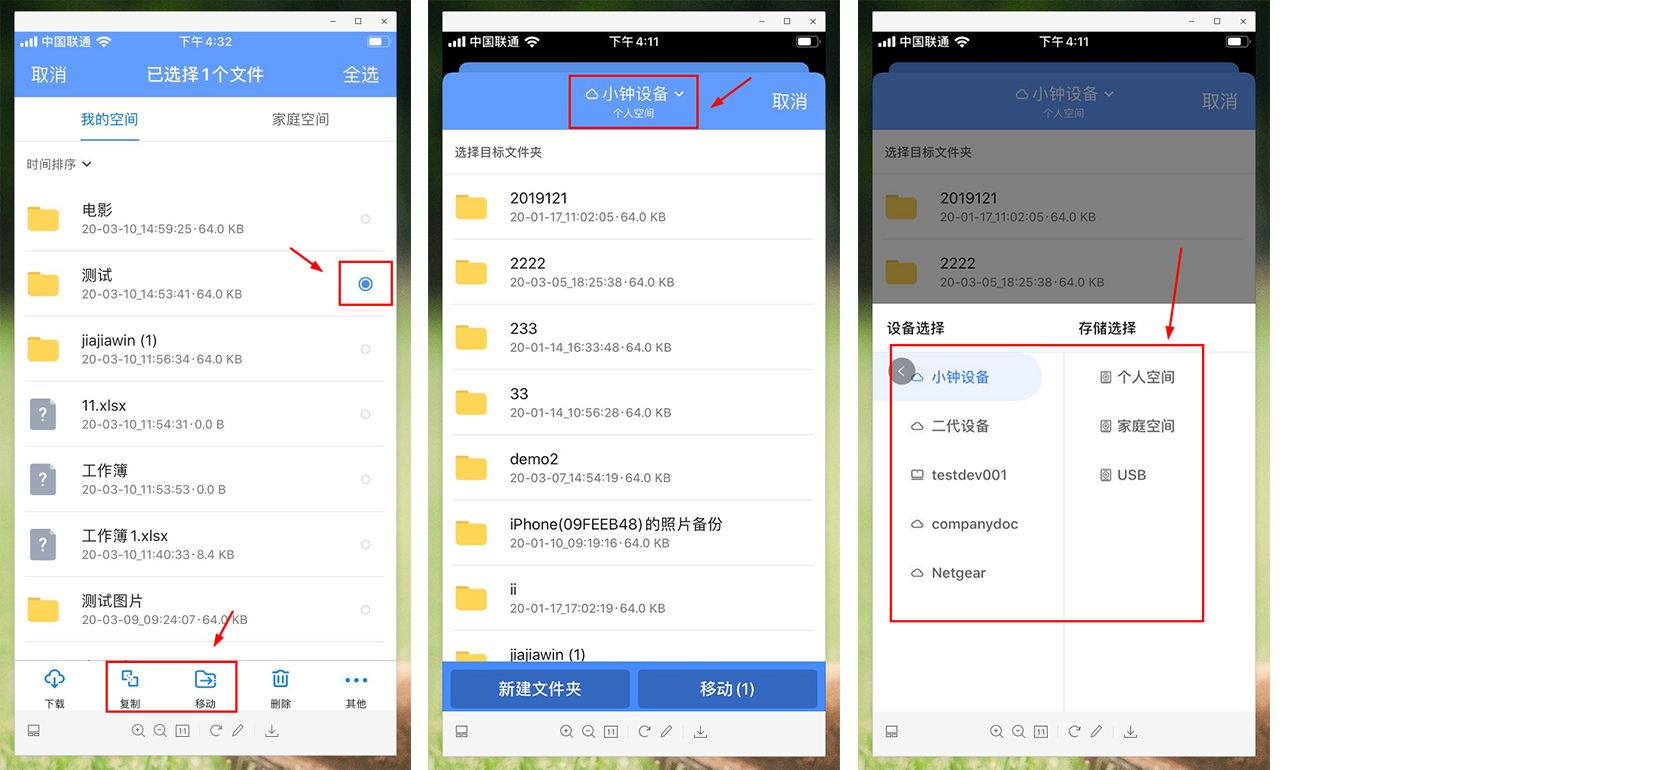 中国联通
下午4:32
取消
已选择1个文件
全选
我的空间
家庭空间
时间排序
电影
20-03-10_14:59:25·64.0 KB
测试
20-03-10_14:53:41·64.0 KB
jiajiawin (1)
20-03-10_11:56:34·64.0 KB
?
11.xlsx
20-03-10_11:54:31·0.0 B
?
工作簿
20-03-10_11:53:53·0.0 B
?
工作簿1.xlsx
20-03-10_11:40:33·8.4 KB
测试图片
20-03-09_09:24:07·64.0 KB
下载
复制
移动
删除
其他
1:1
中国联通
下午4:11
小钟设备
个人空间
取消
选择目标文件夹
2019121
20-01-17_11:02:05·64.0 KB
2222
20-03-05_18:25:38·64.0 KB
233
20-01-14_16:33:48·64.0 KB
33
20-01-14_10:56:28·64.0 KB
demo2
20-03-07_14:54:19·64.0 KB
iPhone(09FEEB48)的照片备份
20-01-10_09:19:16·64.0 KB
ii
20-01-17_17:02:19·64.0 KB
jiajiawin (1)
新建文件夹
移动(1)
1:1
中国联通
下午4:11
小钟设备
个人空间
取消
选择目标文件夹
2019121
20-01-17_11:02:05·64.0 KB
2222
20-03-05_18:25:38·64.0 KB
设备选择
存储选择
小钟设备
个人空间
二代设备
家庭空间
testdev001
USB
companydoc
Netgear
1:1